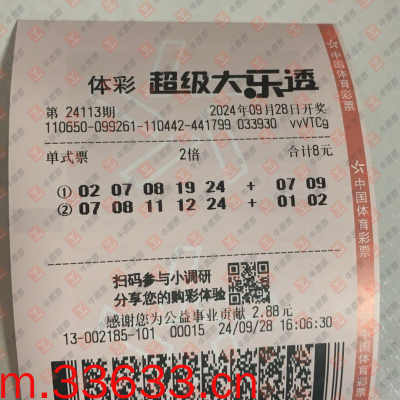 体彩 超级大乐透
第 24113期 2024年09月28日开奖
110650-099261-110442-441799 033930 vvVTCg
单式票 2倍 合计8元
① 02 07 08 19 24 + 07 09
② 07 08 11 12 24 + 01 02
扫码参与小调研
分享您的购彩体验
感谢您为公益事业贡献 2.88元
13-002185-101 00015 24/09/28 16:06:30
中国体育彩票
中国体育彩票
m.33633.cn